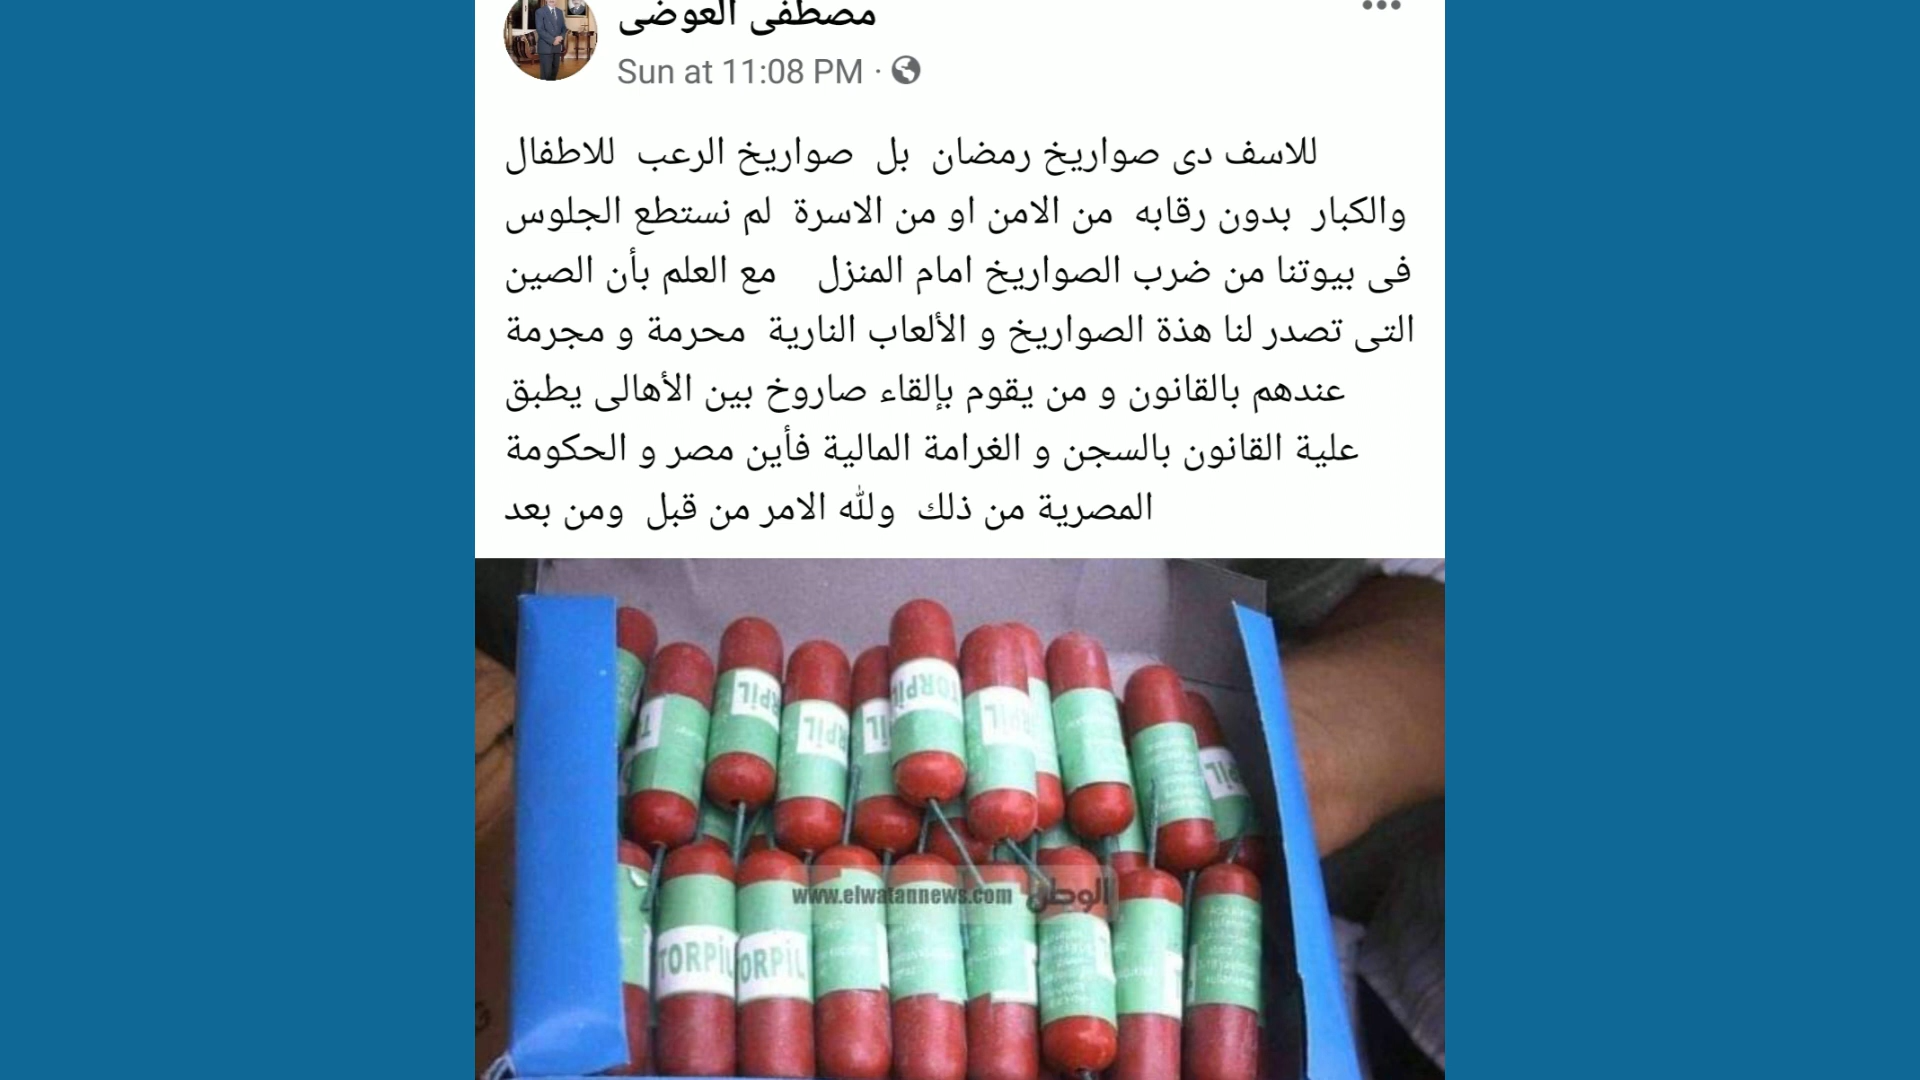 مصطفى العوضى
Sun at 11:08 PM ·
للاسف دى صواريخ رمضان بل صواريخ الرعب للاطفال
والكبار بدون رقابه من الامن او من الاسرة لم نستطع الجلوس
فى بيوتنا من ضرب الصواريخ امام المنزل مع العلم بأن الصين
التى تصدر لنا هذة الصواريخ و الألعاب النارية محرمة و مجرمة
عندهم بالقانون و من يقوم بإلقاء صاروخ بين الأهالى يطبق
علية القانون بالسجن و الغرامة المالية فأين مصر و الحكومة
المصرية من ذلك ولله الامر من قبل ومن بعد
TORPİL
TORPİL
www.elwatannews.com الوطن
TORPİL
ORPİL